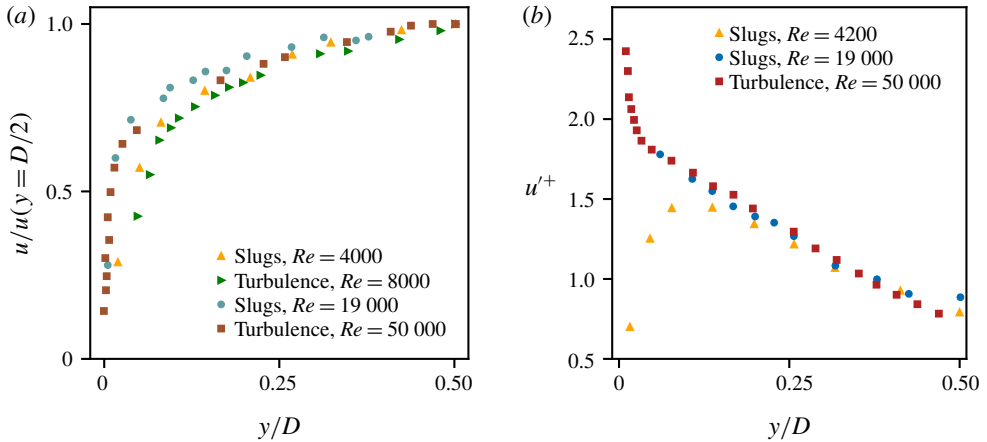 (a)
1.0
0.5
0
u/u(y = D/2)
Slugs, Re = 4000
Turbulence, Re = 8000
Slugs, Re = 19 000
Turbulence, Re = 50 000
0
0.25
0.50
y/D
(b)
2.5
2.0
1.5
1.0
0.5
u′+
Slugs, Re = 4200
Slugs, Re = 19 000
Turbulence, Re = 50 000
0
0.25
0.50
y/D